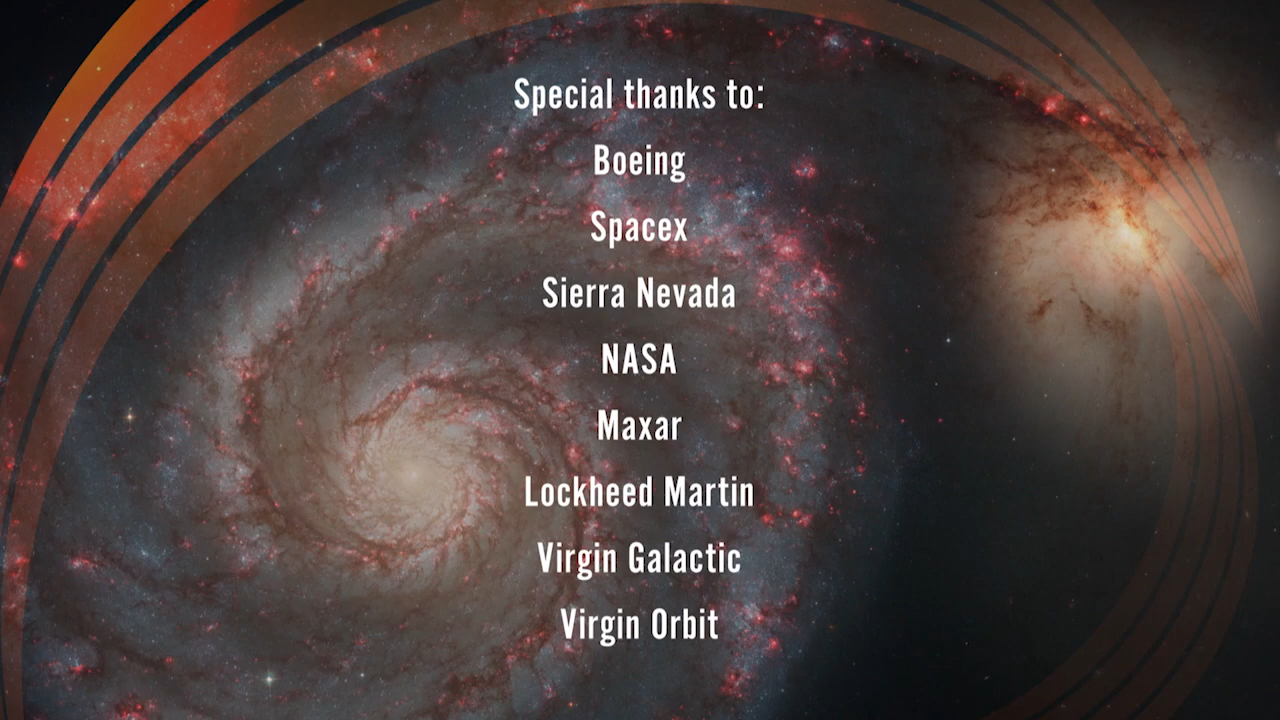 Special thanks to:
Boeing
Spacex
Sierra Nevada
NASA
Maxar
Lockheed Martin
Virgin Galactic
Virgin Orbit